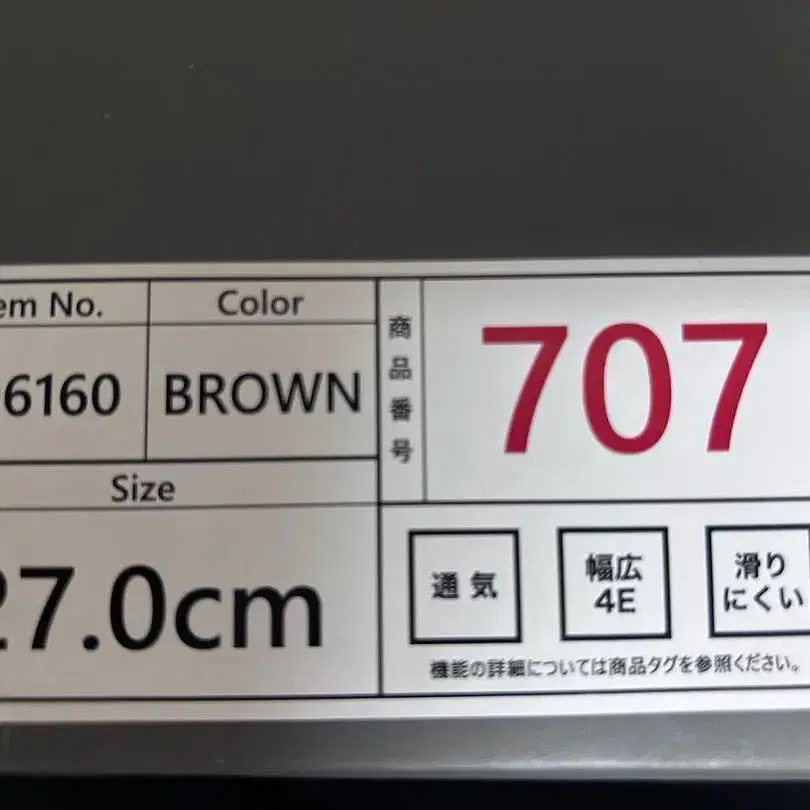 em No.
Color
6160
BROWN
商品番号
707
Size
27.0cm
通気
幅広
4E
滑り
にくい
機能の詳細については商品タグを参照ください。